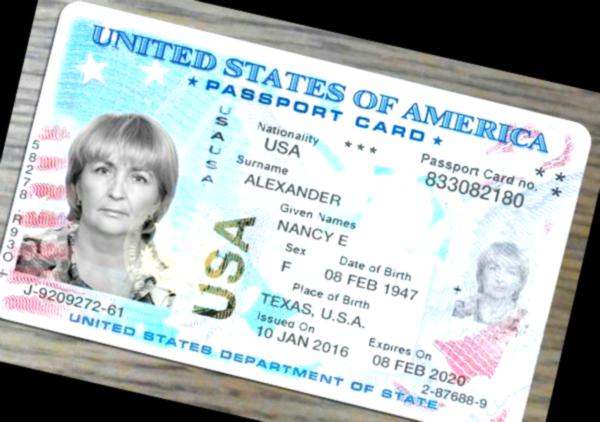 UNITED STATES OF AMERICA
★PASSPORT CARD★
USAUSA
Nationality
USA
***
Passport Card no.
833082180
Surname
ALEXANDER
Given Names
NANCY E
Sex
F
Date of Birth
08 FEB 1947
Place of Birth
TEXAS, U.S.A.
Issued On
10 JAN 2016
Expires On
08 FEB 2020
2-87688-9
USA
J-9209272-61
UNITED STATES DEPARTMENT OF STATE